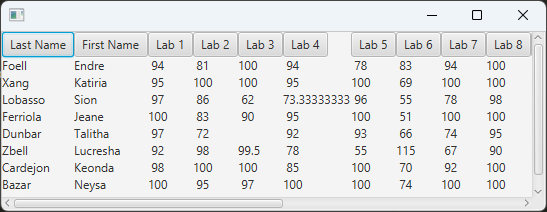 Last Name First Name Lab 1 Lab 2 Lab 3 Lab 4 Lab 5 Lab 6 Lab 7 Lab 8
Foell Endre 94 81 100 94 78 83 94 100
Xang Katiria 95 100 100 95 100 69 100 100
Lobasso Sion 97 86 62 73.33333333 96 55 78 98
Ferriola Jeane 100 83 90 95 100 51 100 100
Dunbar Talitha 97 72 92 93 66 74 95
Zbell Lucresha 92 98 99.5 78 55 115 67 90
Cardejon Keonda 98 100 100 85 100 70 92 100
Bazar Neysa 100 95 97 100 100 74 100 100